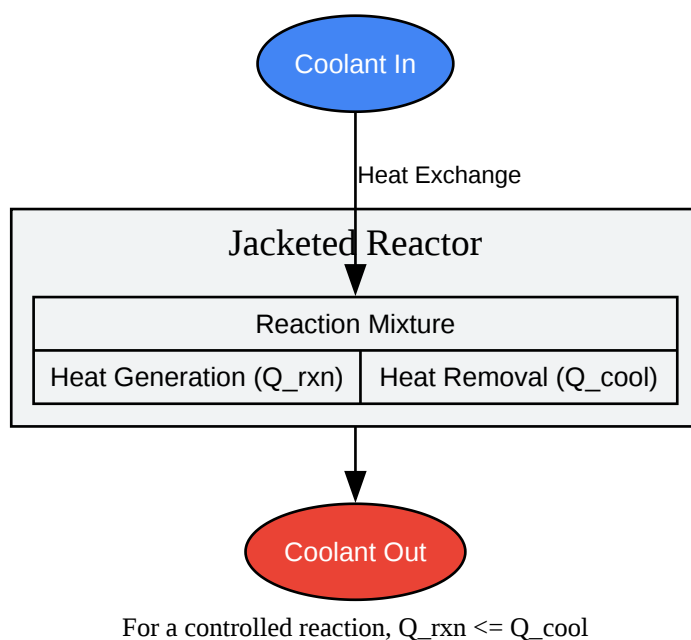 Coolant In
Heat Exchange
Jacketed Reactor
Reaction Mixture
Heat Generation (Q_rxn)
Heat Removal (Q_cool)
Coolant Out
For a controlled reaction, Q_rxn <= Q_cool